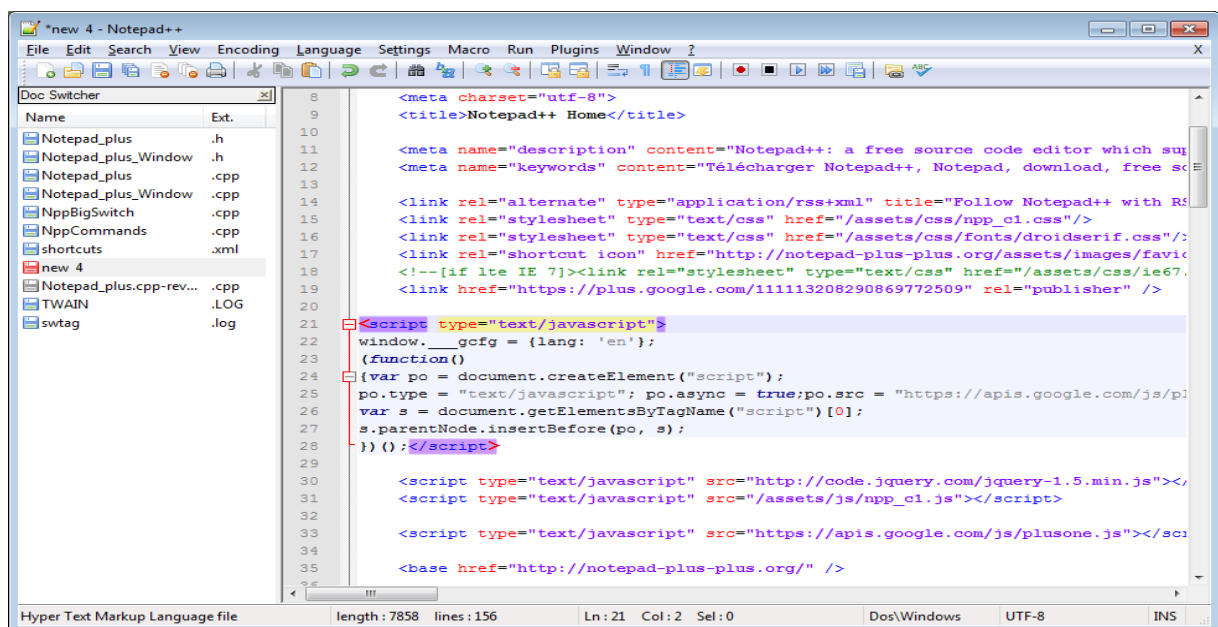 *new 4 - Notepad++
File Edit Search View Encoding Language Settings Macro Run Plugins Window ? X
Doc Switcher
Name Ext.
Notepad_plus .h
Notepad_plus_Window .h
Notepad_plus .cpp
Notepad_plus_Window .cpp
NppBigSwitch .cpp
NppCommands .cpp
shortcuts .xml
new 4
Notepad_plus.cpp-rev... .cpp
TWAIN .LOG
swtag .log
8 <meta charset="utf-8">
9 <title>Notepad++ Home</title>
10
11 <meta name="description" content="Notepad++: a free source code editor which sup
12 <meta name="keywords" content="Télécharger Notepad++, Notepad, download, free so
13
14 <link rel="alternate" type="application/rss+xml" title="Follow Notepad++ with RS
15 <link rel="stylesheet" type="text/css" href="/assets/css/npp_c1.css"/>
16 <link rel="stylesheet" type="text/css" href="/assets/css/fonts/droidserif.css"/>
17 <link rel="shortcut icon" href="http://notepad-plus-plus.org/assets/images/favic
18 <!--[if lte IE 7]><link rel="stylesheet" type="text/css" href="/assets/css/ie67.
19 <link href="https://plus.google.com/111113208290869772509" rel="publisher" />
20
21 <script type="text/javascript">
22 window.___gcfg = {lang: 'en'};
23 (function()
24 {var po = document.createElement("script");
25 po.type = "text/javascript"; po.async = true;po.src = "https://apis.google.com/js/pl
26 var s = document.getElementsByTagName("script")[0];
27 s.parentNode.insertBefore(po, s);
28 })();</script>
29
30 <script type="text/javascript" src="http://code.jquery.com/jquery-1.5.min.js"></
31 <script type="text/javascript" src="/assets/js/npp_c1.js"></script>
32
33 <script type="text/javascript" src="https://apis.google.com/js/plusone.js"></scr
34
35 <base href="http://notepad-plus-plus.org/" />
Hyper Text Markup Language file length : 7858 lines : 156 Ln : 21 Col : 2 Sel : 0 Dos\Windows UTF-8 INS